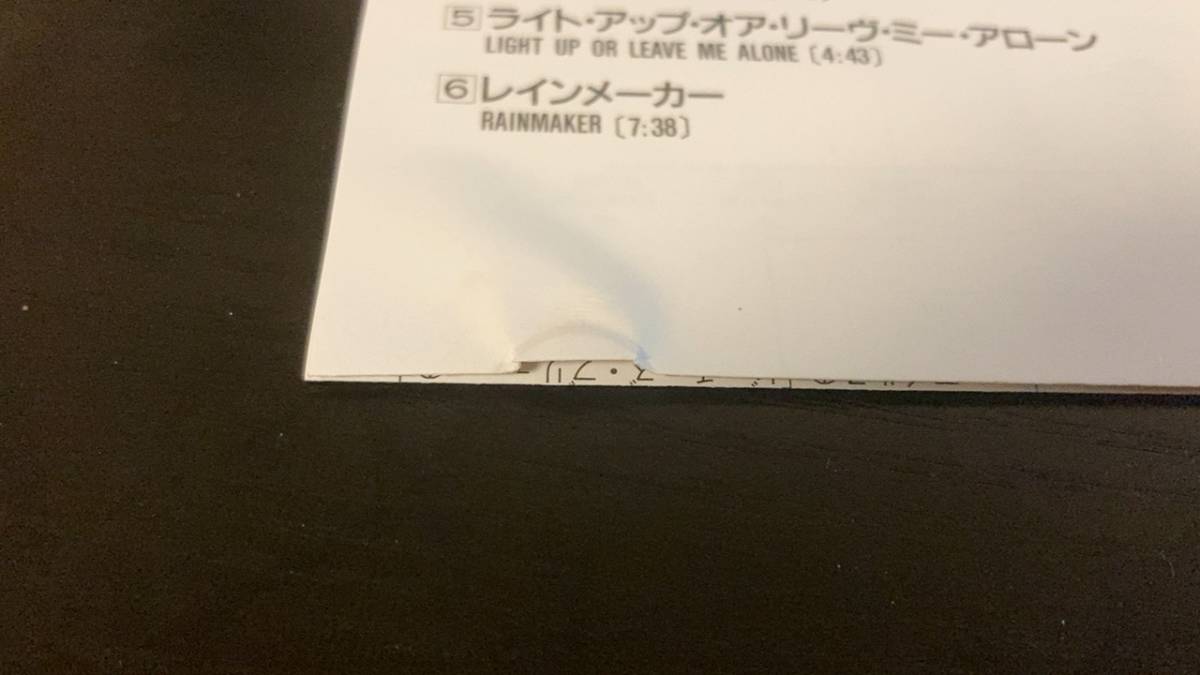 5 ライト・アップ・オア・リーヴ・ミー・アローン
LIGHT UP OR LEAVE ME ALONE〔4:43〕
6 レインメーカー
RAINMAKER〔7:38〕